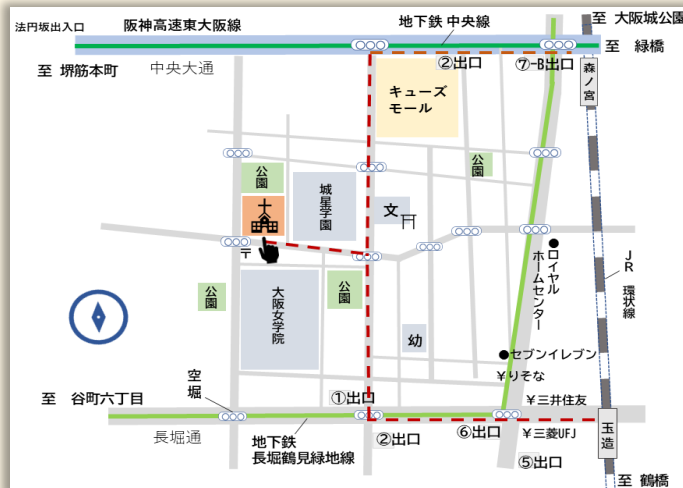 至 大阪城公園
法円坂出入口
阪神高速東大阪線
地下鉄 中央線
至 緑橋
至 堺筋本町
中央大通
②出口
⑦-B出口
キューズ
モール
森ノ宮
公園
公園
城星学園
文
〒
ロイヤル
ホームセンター
JR 環状線
公園
大阪女学院
公園
幼
セブンイレブン
¥りそな
空堀
至 谷町六丁目
①出口
¥三井住友
長堀通
地下鉄
長堀鶴見緑地線
②出口
⑥出口
¥三菱UFJ
玉造
⑤出口
至 鶴橋